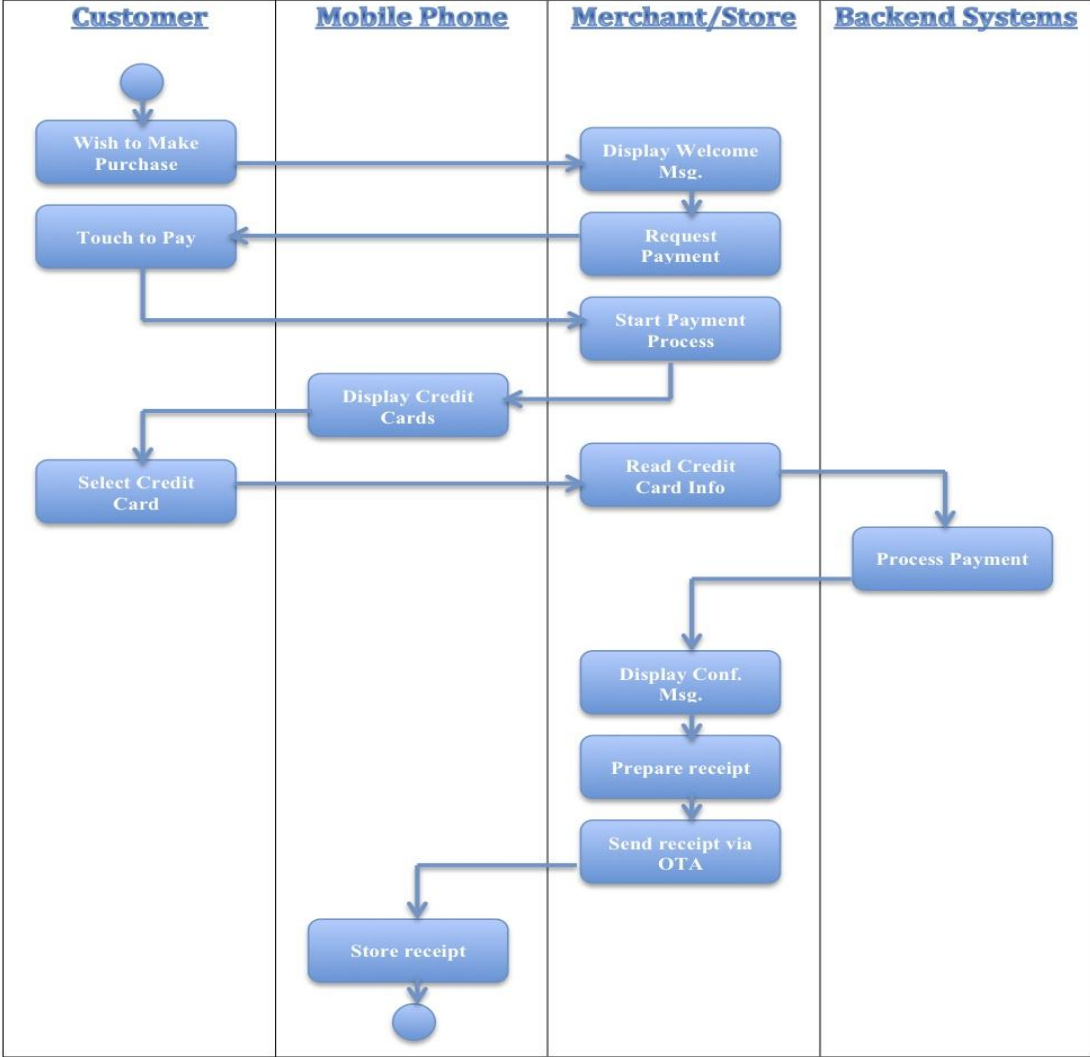 Customer
Mobile Phone
Merchant/Store
Backend Systems
Wish to Make
Purchase
Display Welcome
Msg.
Touch to Pay
Request
Payment
Start Payment
Process
Display Credit
Cards
Select Credit
Card
Read Credit
Card Info
Process Payment
Display Conf.
Msg.
Prepare receipt
Send receipt via
OTA
Store receipt